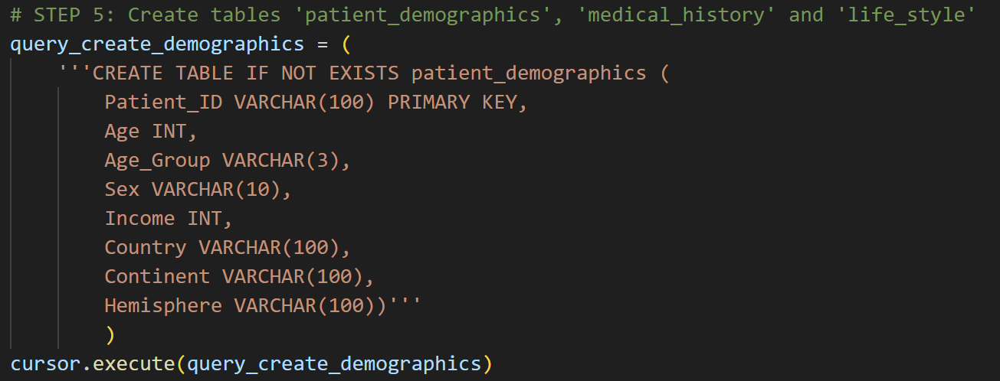 # STEP 5: Create tables 'patient_demographics', 'medical_history' and 'life_style'
query_create_demographics = (
    '''CREATE TABLE IF NOT EXISTS patient_demographics (
        Patient_ID VARCHAR(100) PRIMARY KEY,
        Age INT,
        Age_Group VARCHAR(3),
        Sex VARCHAR(10),
        Income INT,
        Country VARCHAR(100),
        Continent VARCHAR(100),
        Hemisphere VARCHAR(100))'''
        )
cursor.execute(query_create_demographics)